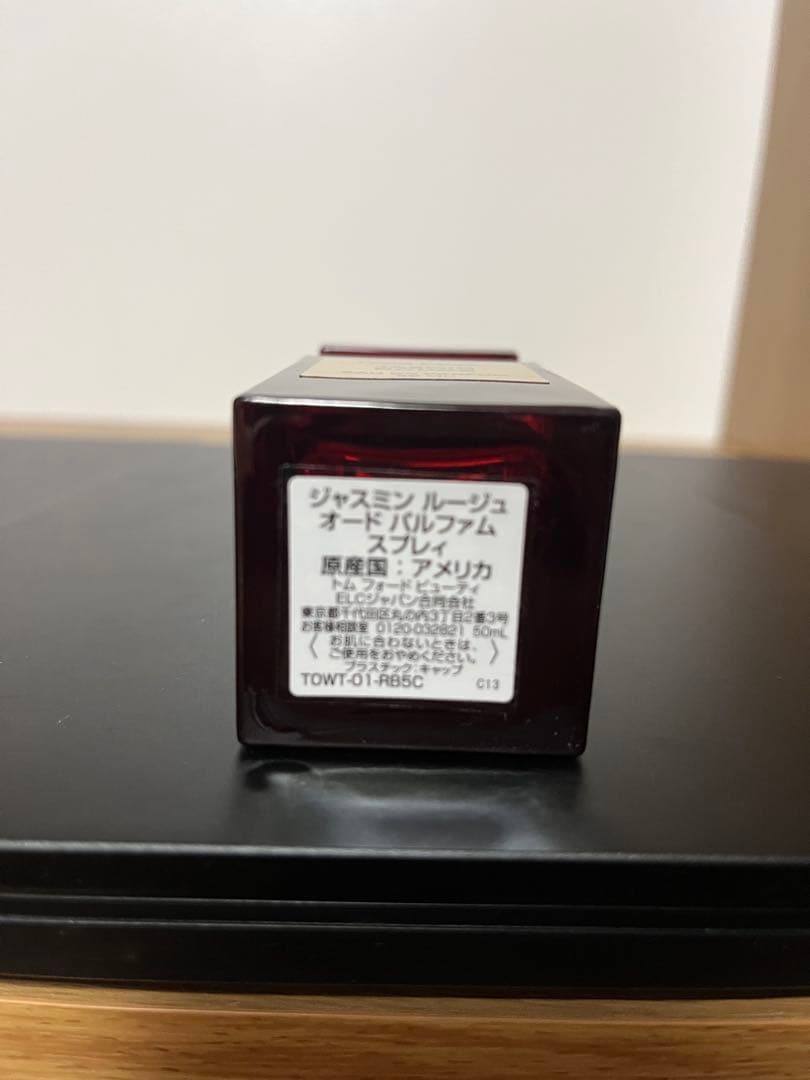 ジャスミン ルージュ
オード パルファム
スプレィ
原産国：アメリカ
トム フォード ビューティ
ELCジャパン合同会社
東京都千代田区丸の内3丁目2番3号
お客様相談室 0120-032821 50mL
〈 お肌に合わないときは、
ご使用をおやめください。 〉
プラスチック:キャップ
TOWT-01-RB5C C13